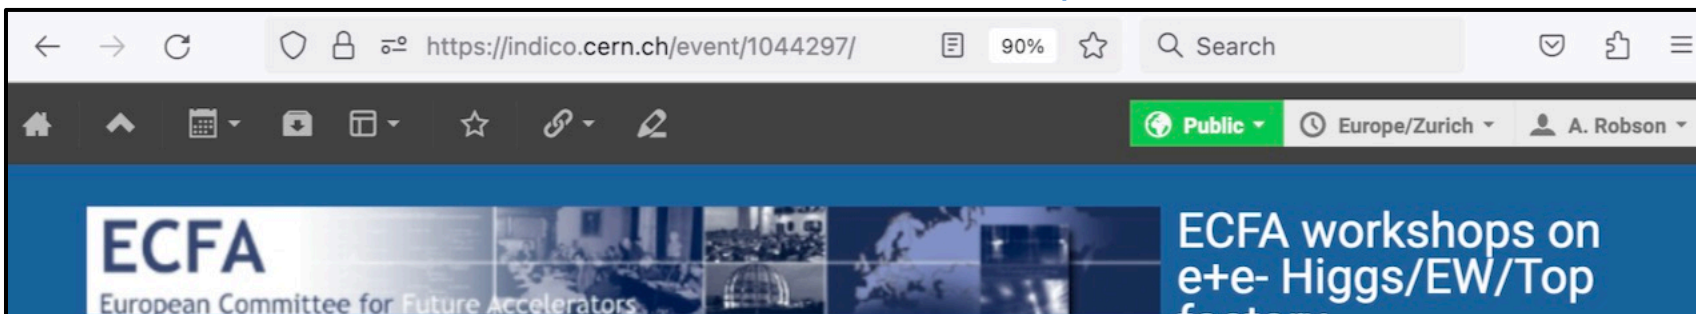 https://indico.cern.ch/event/1044297/ 90% Search
Public Europe/Zurich A. Robson
ECFA
European Committee for Future Accelerators
ECFA workshops on
e+e- Higgs/EW/Top
factory